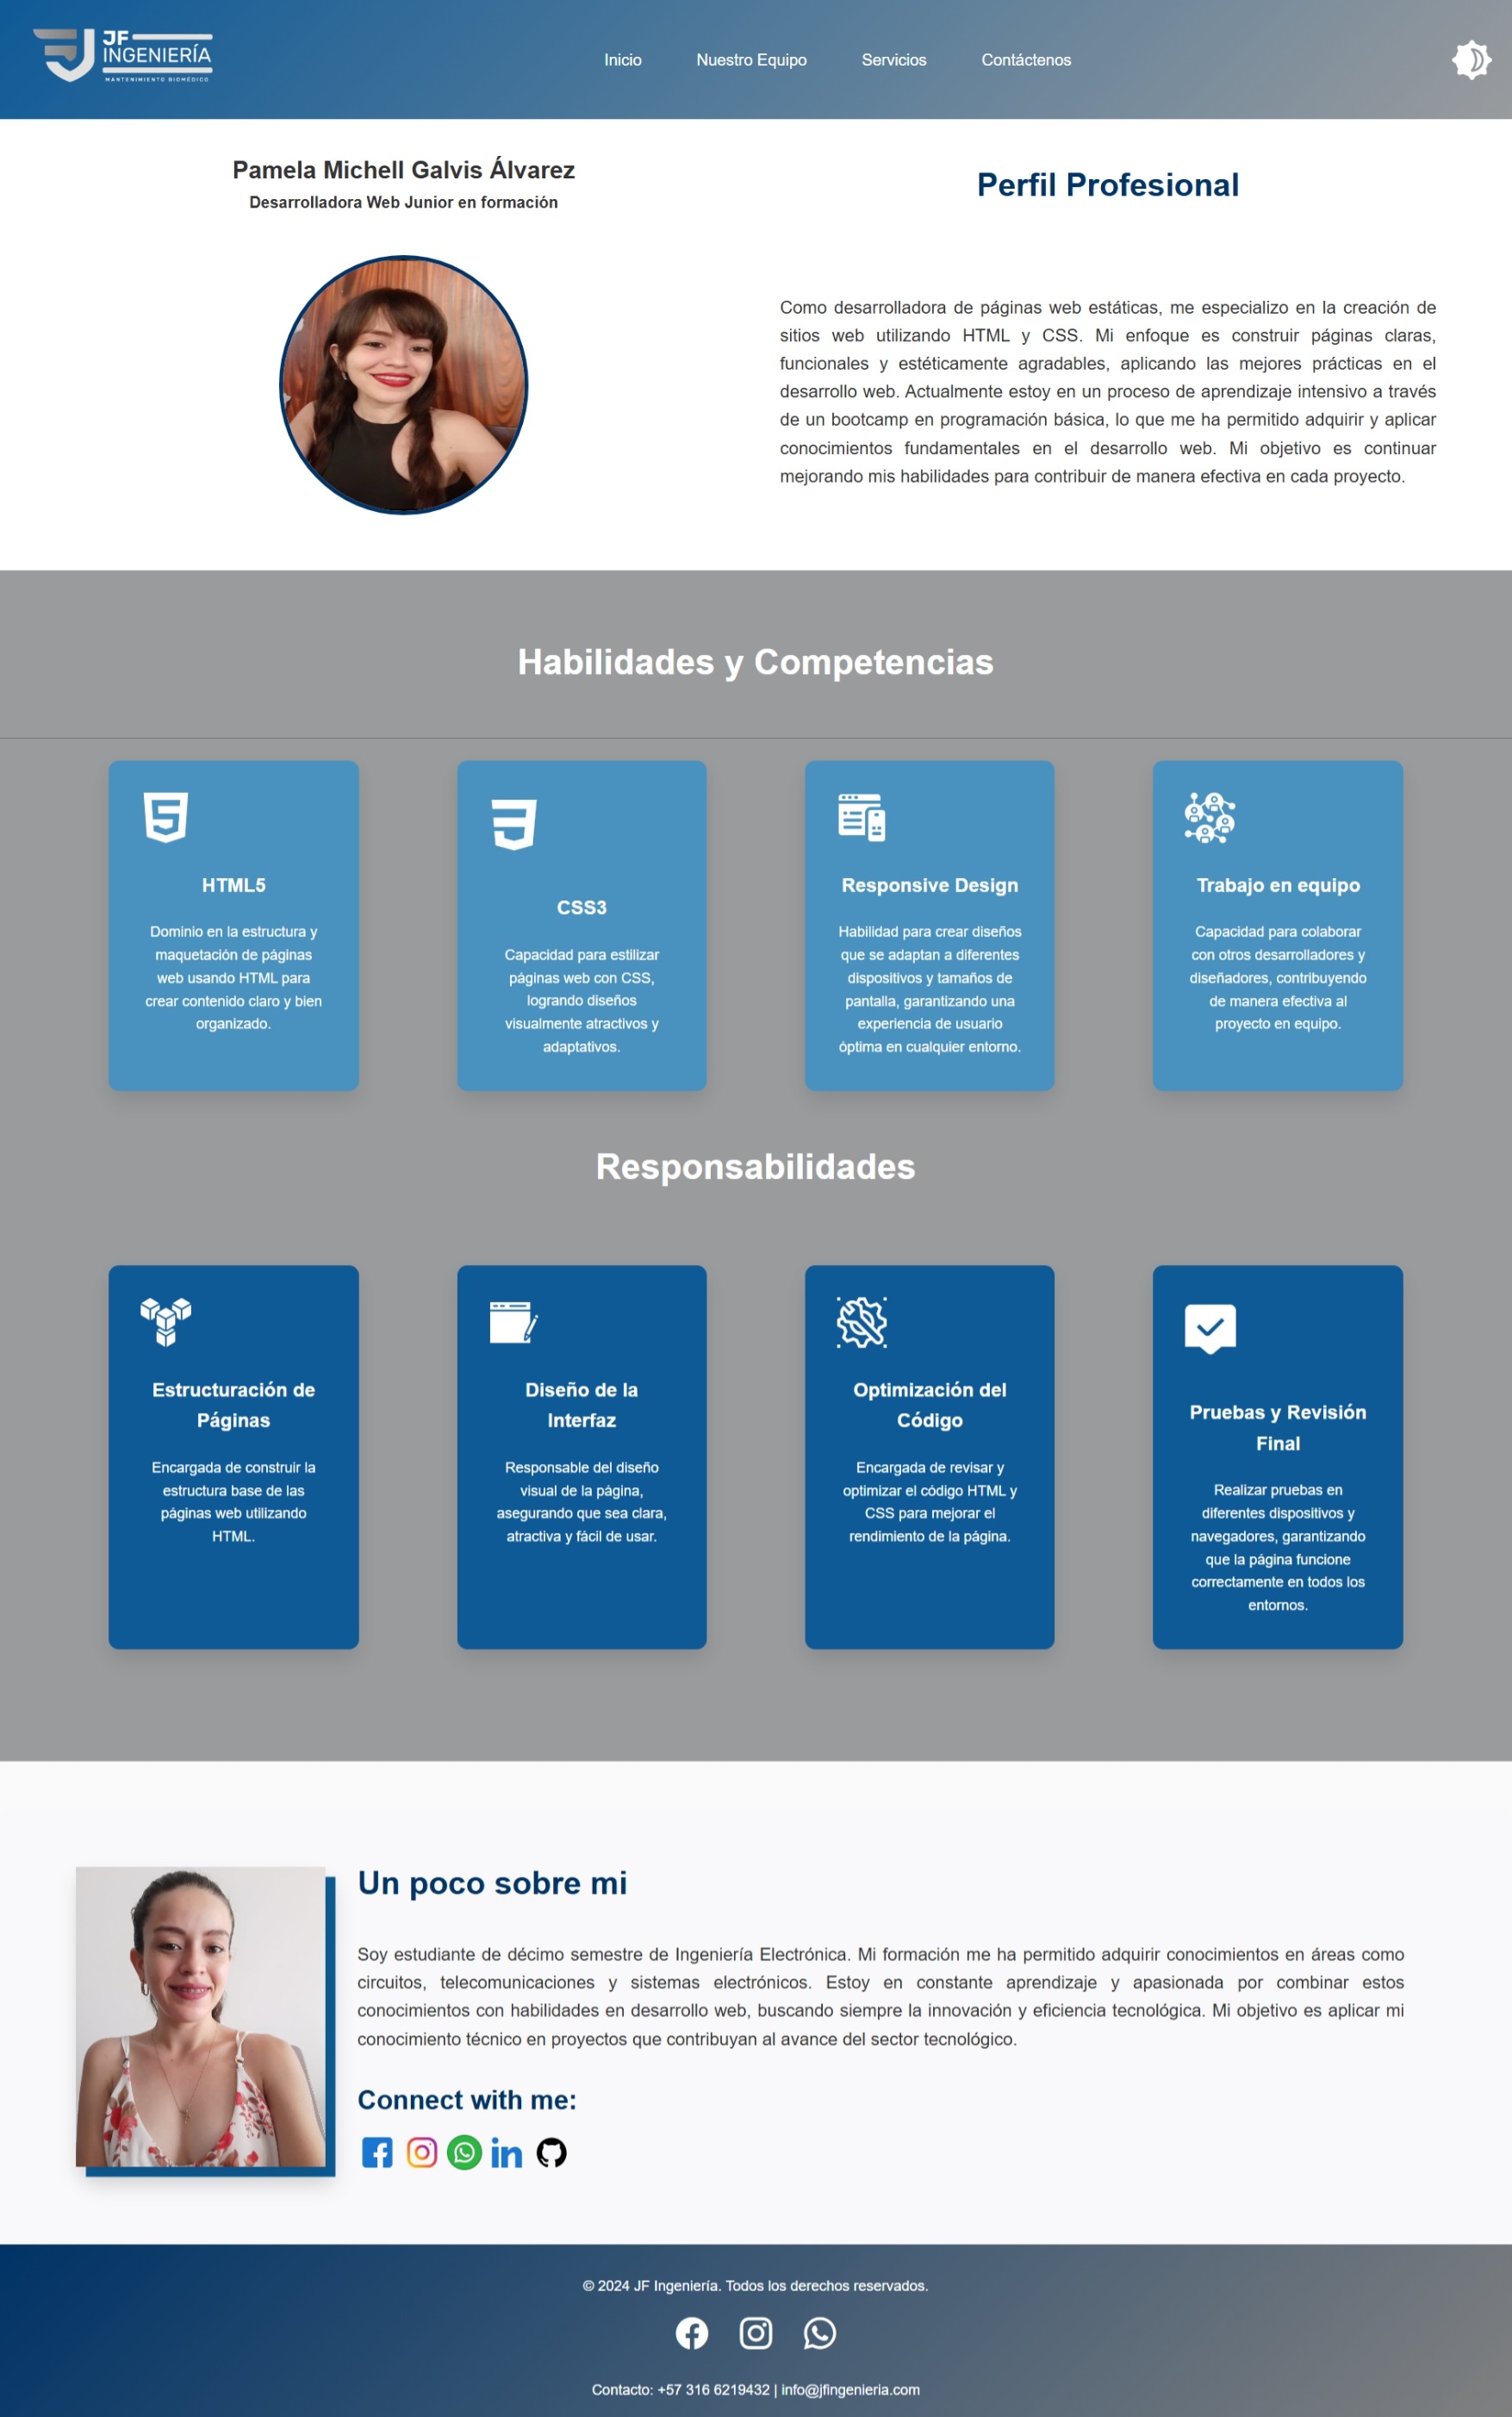 JF
INGENIERÍA
MANTENIMIENTO BIOMÉDICO
Inicio
Nuestro Equipo
Servicios
Contáctenos
Pamela Michell Galvis Álvarez
Desarrolladora Web Junior en formación
Perfil Profesional
Como desarrolladora de páginas web estáticas, me especializo en la creación de
sitios web utilizando HTML y CSS. Mi enfoque es construir páginas claras,
funcionales y estéticamente agradables, aplicando las mejores prácticas en el
desarrollo web. Actualmente estoy en un proceso de aprendizaje intensivo a través
de un bootcamp en programación básica, lo que me ha permitido adquirir y aplicar
conocimientos fundamentales en el desarrollo web. Mi objetivo es continuar
mejorando mis habilidades para contribuir de manera efectiva en cada proyecto.
Habilidades y Competencias
HTML5
Dominio en la estructura y
maquetación de páginas
web usando HTML para
crear contenido claro y bien
organizado.
CSS3
Capacidad para estilizar
páginas web con CSS,
logrando diseños
visualmente atractivos y
adaptativos.
Responsive Design
Habilidad para crear diseños
que se adaptan a diferentes
dispositivos y tamaños de
pantalla, garantizando una
experiencia de usuario
óptima en cualquier entorno.
Trabajo en equipo
Capacidad para colaborar
con otros desarrolladores y
diseñadores, contribuyendo
de manera efectiva al
proyecto en equipo.
Responsabilidades
Estructuración de
Páginas
Encargada de construir la
estructura base de las
páginas web utilizando
HTML.
Diseño de la
Interfaz
Responsable del diseño
visual de la página,
asegurando que sea clara,
atractiva y fácil de usar.
Optimización del
Código
Encargada de revisar y
optimizar el código HTML y
CSS para mejorar el
rendimiento de la página.
Pruebas y Revisión
Final
Realizar pruebas en
diferentes dispositivos y
navegadores, garantizando
que la página funcione
correctamente en todos los
entornos.
Un poco sobre mi
Soy estudiante de décimo semestre de Ingeniería Electrónica. Mi formación me ha permitido adquirir conocimientos en áreas como
circuitos, telecomunicaciones y sistemas electrónicos. Estoy en constante aprendizaje y apasionada por combinar estos
conocimientos con habilidades en desarrollo web, buscando siempre la innovación y eficiencia tecnológica. Mi objetivo es aplicar mi
conocimiento técnico en proyectos que contribuyan al avance del sector tecnológico.
Connect with me:
© 2024 JF Ingeniería. Todos los derechos reservados.
Contacto: +57 316 6219432 | info@jfingenieria.com